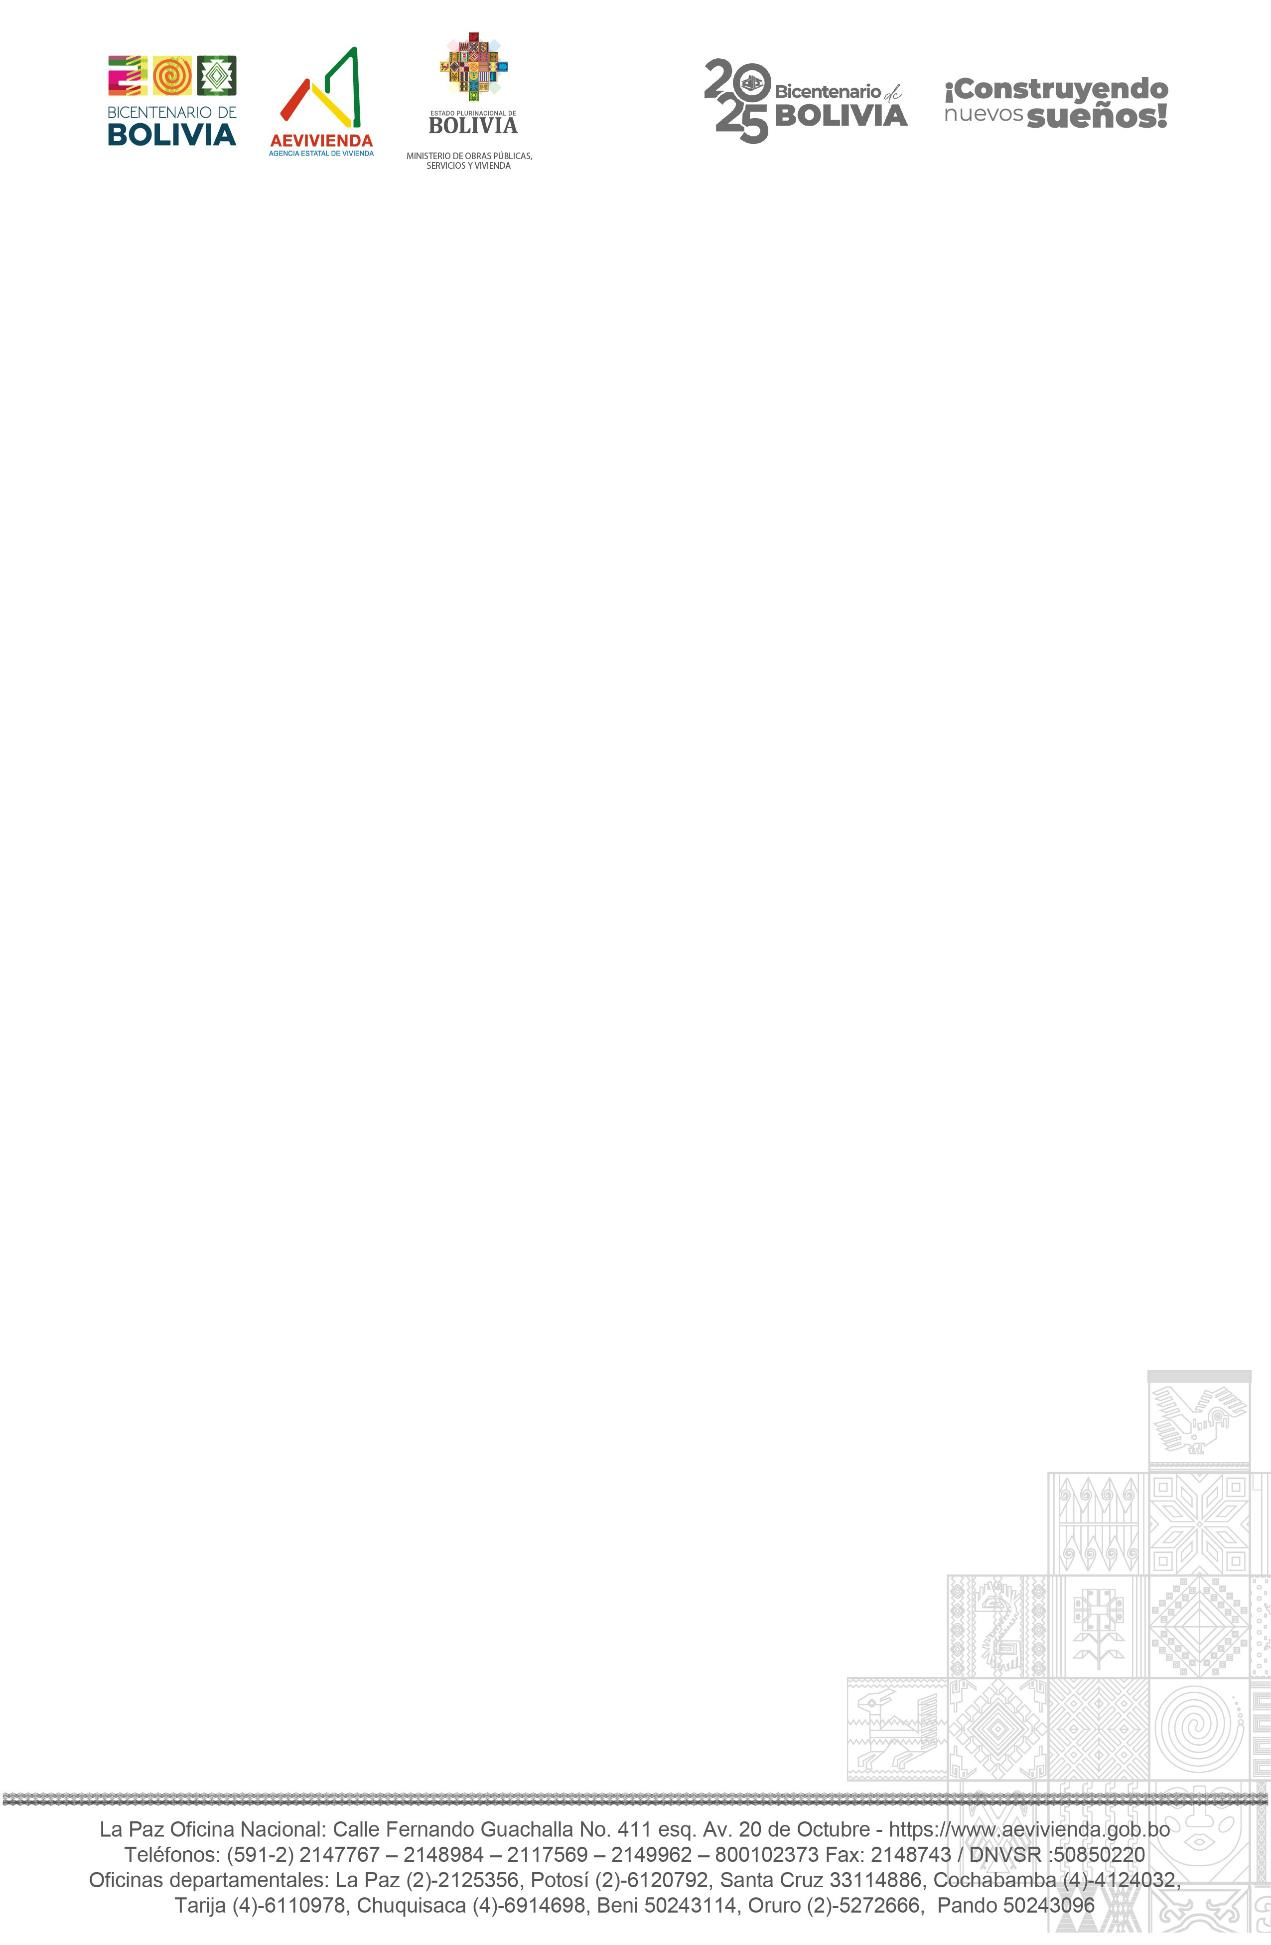 BICENTENARIO DE
BOLIVIA
AEVIVIENDA
AGENCIA ESTATAL DE VIVIENDA
ESTADO PLURINACIONAL DE
BOLIVIA
MINISTERIO DE OBRAS PÚBLICAS,
SERVICIOS Y VIVIENDA
2025
Bicentenario de
BOLIVIA
¡Construyendo
nuevos sueños!
La Paz Oficina Nacional: Calle Fernando Guachalla No. 411 esq. Av. 20 de Octubre - https://www.aevivienda.gob.bo
Teléfonos: (591-2) 2147767 – 2148984 – 2117569 – 2149962 – 800102373 Fax: 2148743 / DNVSR :50850220
Oficinas departamentales: La Paz (2)-2125356, Potosí (2)-6120792, Santa Cruz 33114886, Cochabamba (4)-4124032,
Tarija (4)-6110978, Chuquisaca (4)-6914698, Beni 50243114, Oruro (2)-5272666, Pando 50243096